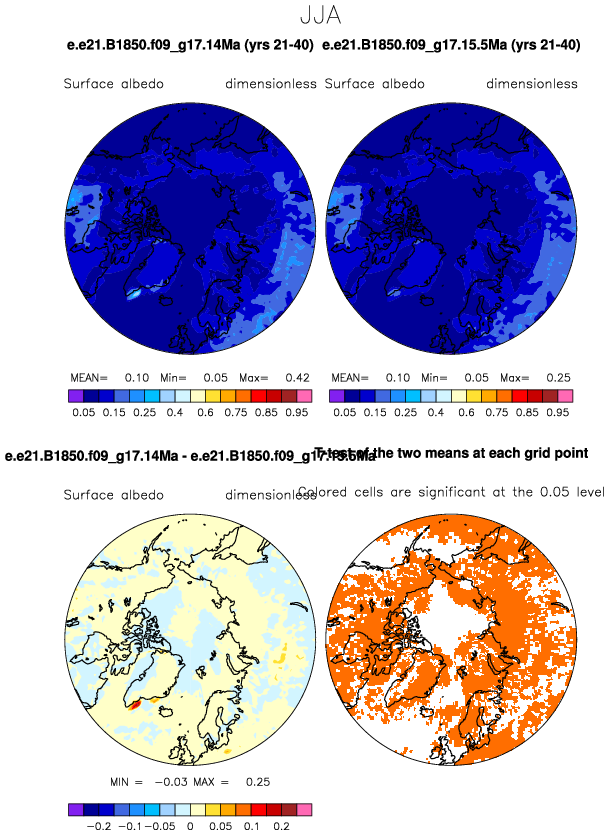 JJA
e.e21.B1850.f09_g17.14Ma (yrs 21-40) e.e21.B1850.f09_g17.15.5Ma (yrs 21-40)
Surface albedo dimensionless Surface albedo dimensionless
MEAN= 0.10 Min= 0.05 Max= 0.42 MEAN= 0.10 Min= 0.05 Max= 0.25
0.05 0.15 0.25 0.4 0.6 0.75 0.85 0.95 0.05 0.15 0.25 0.4 0.6 0.75 0.85 0.95
e.e21.B1850.f09_g17.14Ma - e.e21.B1850.f09_g17.15.5Ma T-test of the two means at each grid point
Surface albedo dimensionless Colored cells are significant at the 0.05 level
MIN = -0.03 MAX = 0.25
-0.2 -0.1 -0.05 0 0.05 0.1 0.2